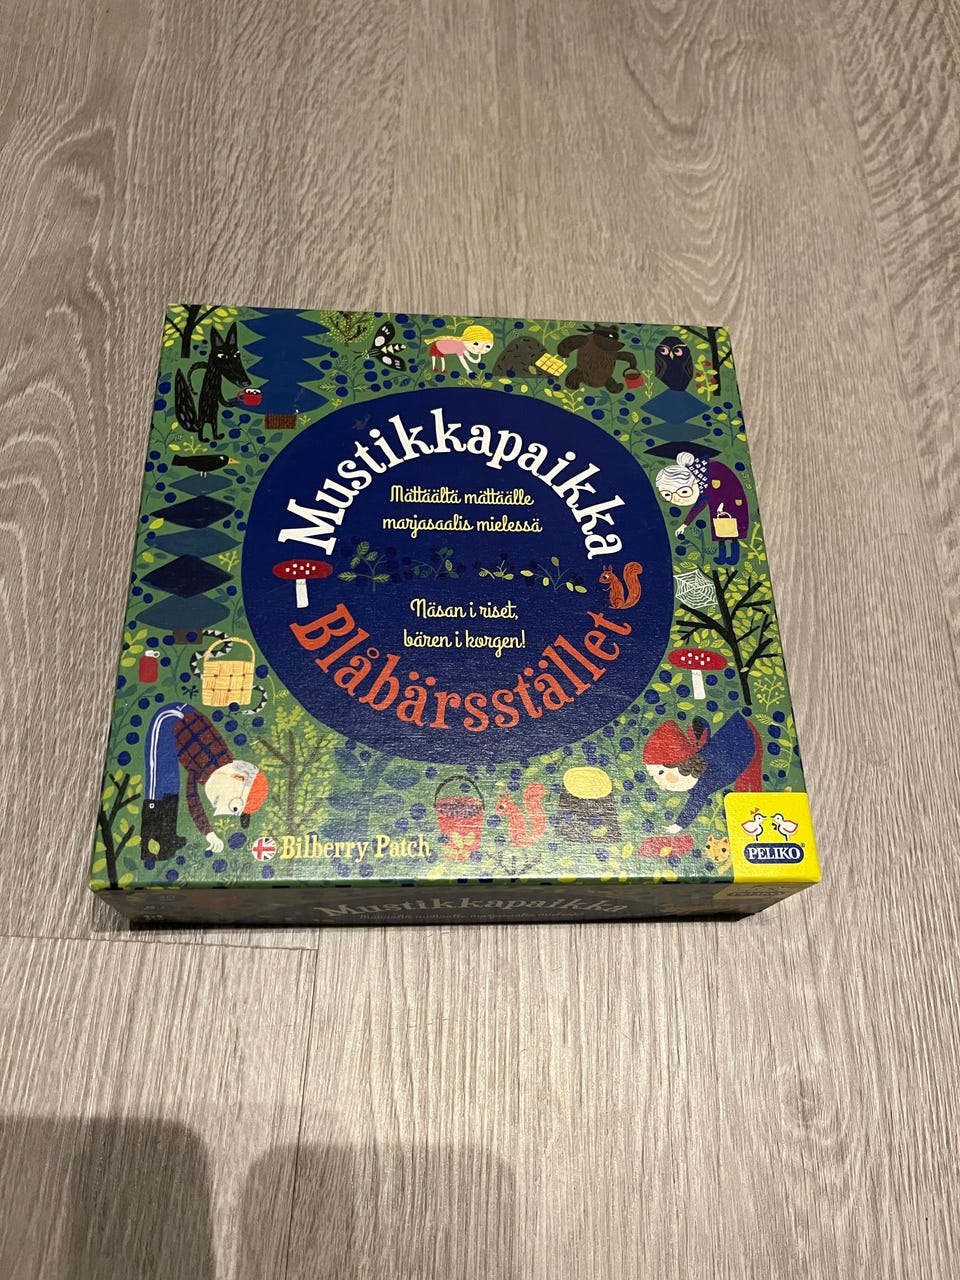 Mustikkapaikka
Mättäältä mättäälle
marjasaalis mielessä
Näsan i riset,
bären i korgen!
Blåbärsstället
Bilberry Patch
PELIKO
Mustikkapaikka